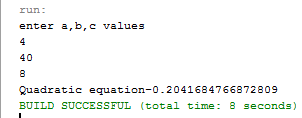 run:
enter a,b,c values
4
40
8
Quadratic equation-0.2041684766872809
BUILD SUCCESSFUL (total time: 8 seconds)